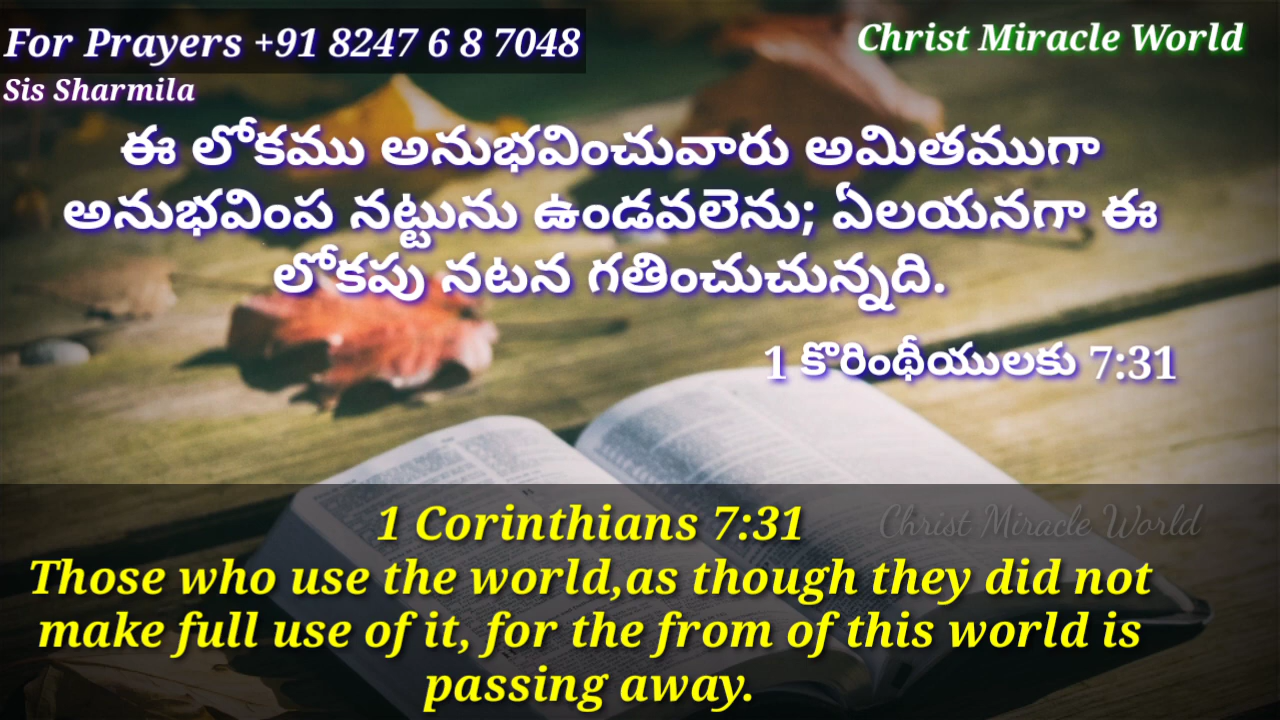 For Prayers +91 8247 6 8 7048
Christ Miracle World
Sis Sharmila
ఈ లోకము అనుభవించువారు అమితముగా
అనుభవింప నట్టును ఉండవలెను; ఏలయనగా ఈ
లోకపు నటన గతించుచున్నది.
1 కొరింథీయులకు 7:31
1 Corinthians 7:31
Christ Miracle World
Those who use the world,as though they did not
make full use of it, for the from of this world is
passing away.